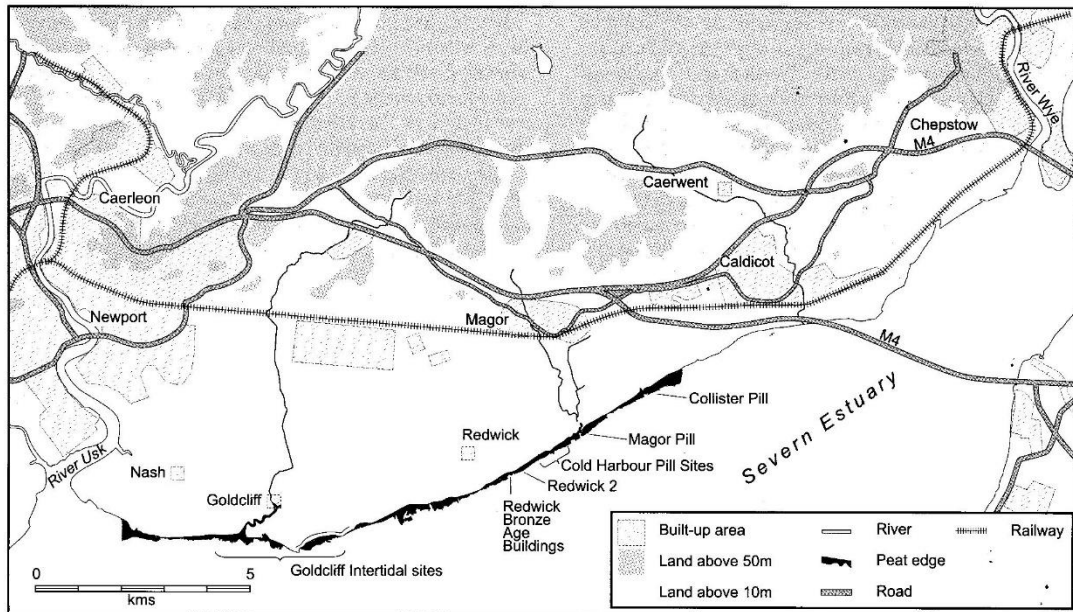 River Wye
Chepstow
M4
Caerwent
Caerleon
Caldicot
Newport
Magor
M4
Collister Pill
Severn Estuary
Magor Pill
Redwick
Cold Harbour Pill Sites
River Usk
Nash
Redwick 2
Goldcliff
Redwick
Bronze
Age
Buildings
Goldcliff Intertidal sites
0 5
kms
Built-up area
River
Railway
Land above 50m
Peat edge
Land above 10m
Road